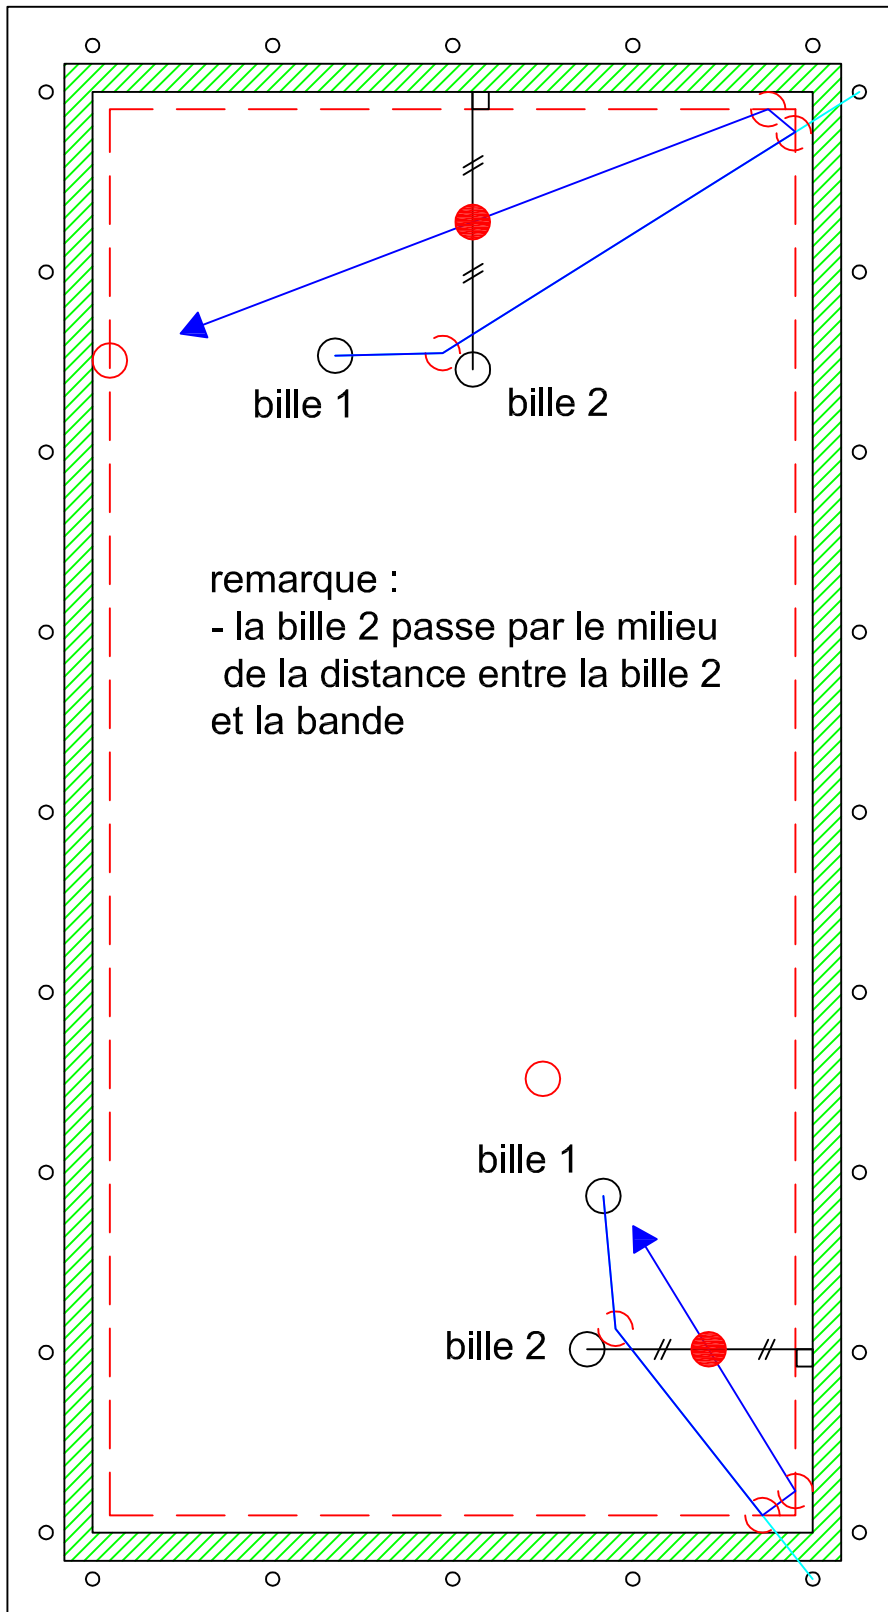 bille 1
bille 2
remarque :
- la bille 2 passe par le milieu
de la distance entre la bille 2
et la bande
bille 1
bille 2